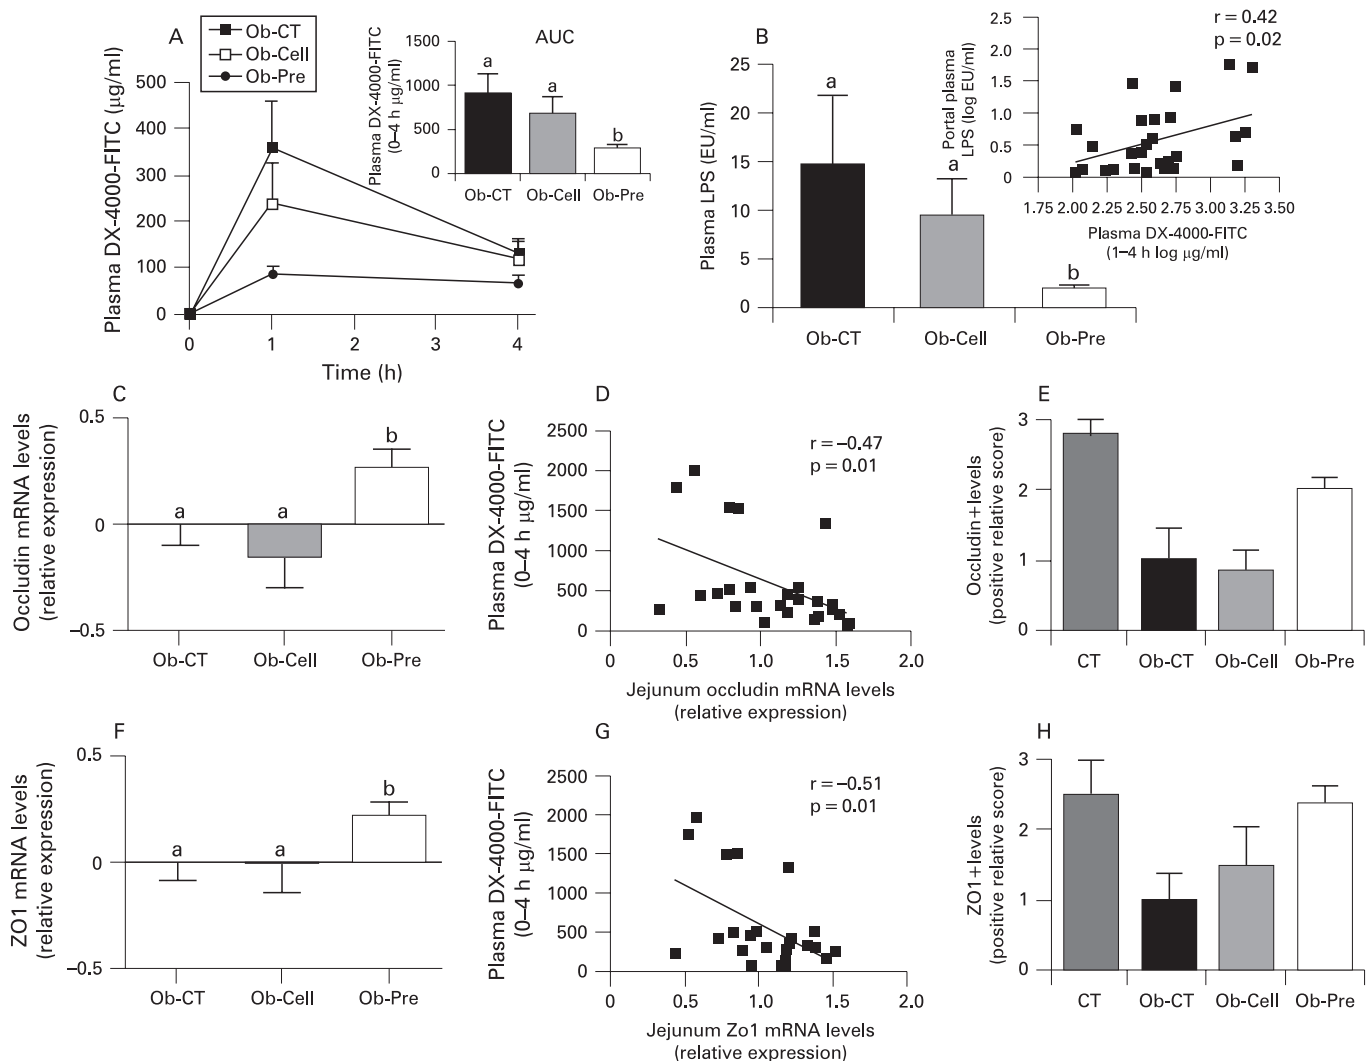 A
Ob-CT
Ob-Cell
Ob-Pre
Plasma DX-4000-FITC (μg/ml)
500
400
300
200
100
0
0 1 2 3 4
Time (h)
AUC
Plasma DX-4000-FITC
(0–4 h μg/ml)
1500
1000
500
0
a
a
b
Ob-CT Ob-Cell Ob-Pre
B
Plasma LPS (EU/ml)
25
20
15
10
5
0
a
a
b
Ob-CT Ob-Cell Ob-Pre
r = 0.42
p = 0.02
Portal plasma
LPS (log EU/ml)
2.5
2.0
1.5
1.0
0.5
0
1.75 2.00 2.25 2.50 2.75 3.00 3.25 3.50
Plasma DX-4000-FITC
(1–4 h log μg/ml)
C
Occludin mRNA levels
(relative expression)
0.5
0
–0.5
a
a
b
Ob-CT Ob-Cell Ob-Pre
D
Plasma DX-4000-FITC
(0–4 h μg/ml)
2500
2000
1500
1000
500
0
r = –0.47
p = 0.01
0 0.5 1.0 1.5 2.0
Jejunum occludin mRNA levels
(relative expression)
E
Occludin+levels
(positive relative score)
3
2
1
0
CT Ob-CT Ob-Cell Ob-Pre
F
ZO1 mRNA levels
(relative expression)
0.5
0
–0.5
a
a
b
Ob-CT Ob-Cell Ob-Pre
G
Plasma DX-4000-FITC
(0–4 h μg/ml)
2500
2000
1500
1000
500
0
r = –0.51
p = 0.01
0 0.5 1.0 1.5 2.0
Jejunum Zo1 mRNA levels
(relative expression)
H
ZO1+levels
(positive relative score)
3
2
1
0
CT Ob-CT Ob-Cell Ob-Pre